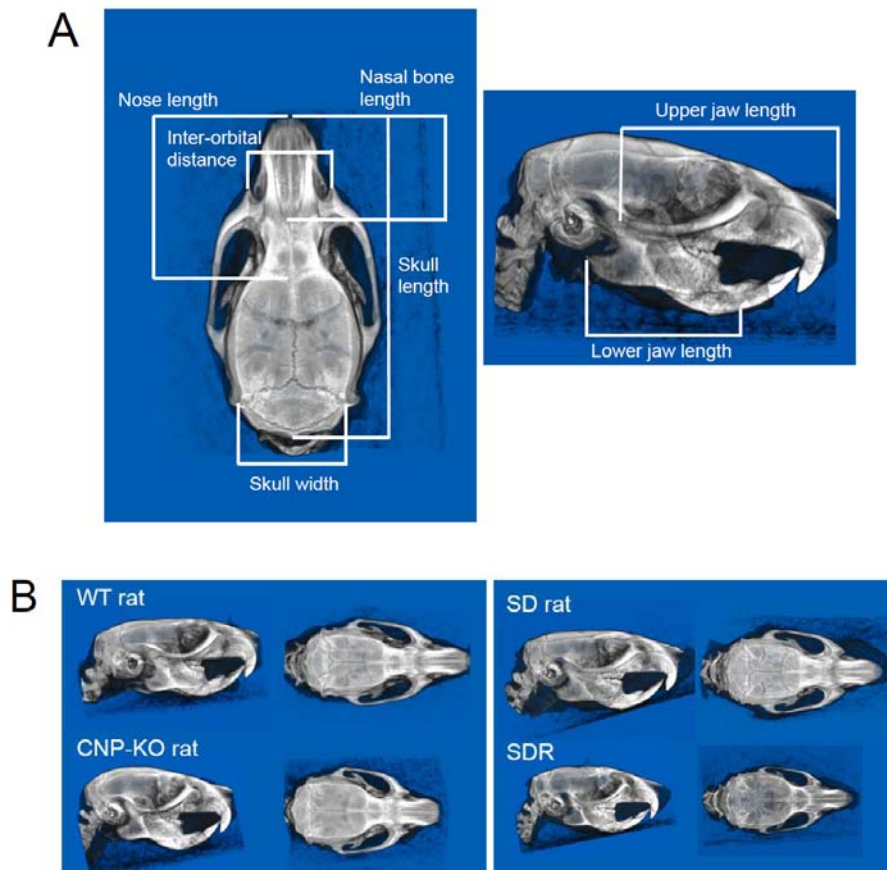 A
Nasal bone
length
Nose length
Inter-orbital
distance
Skull
length
Skull width
Upper jaw length
Lower jaw length
B
WT rat
SD rat
CNP-KO rat
SDR